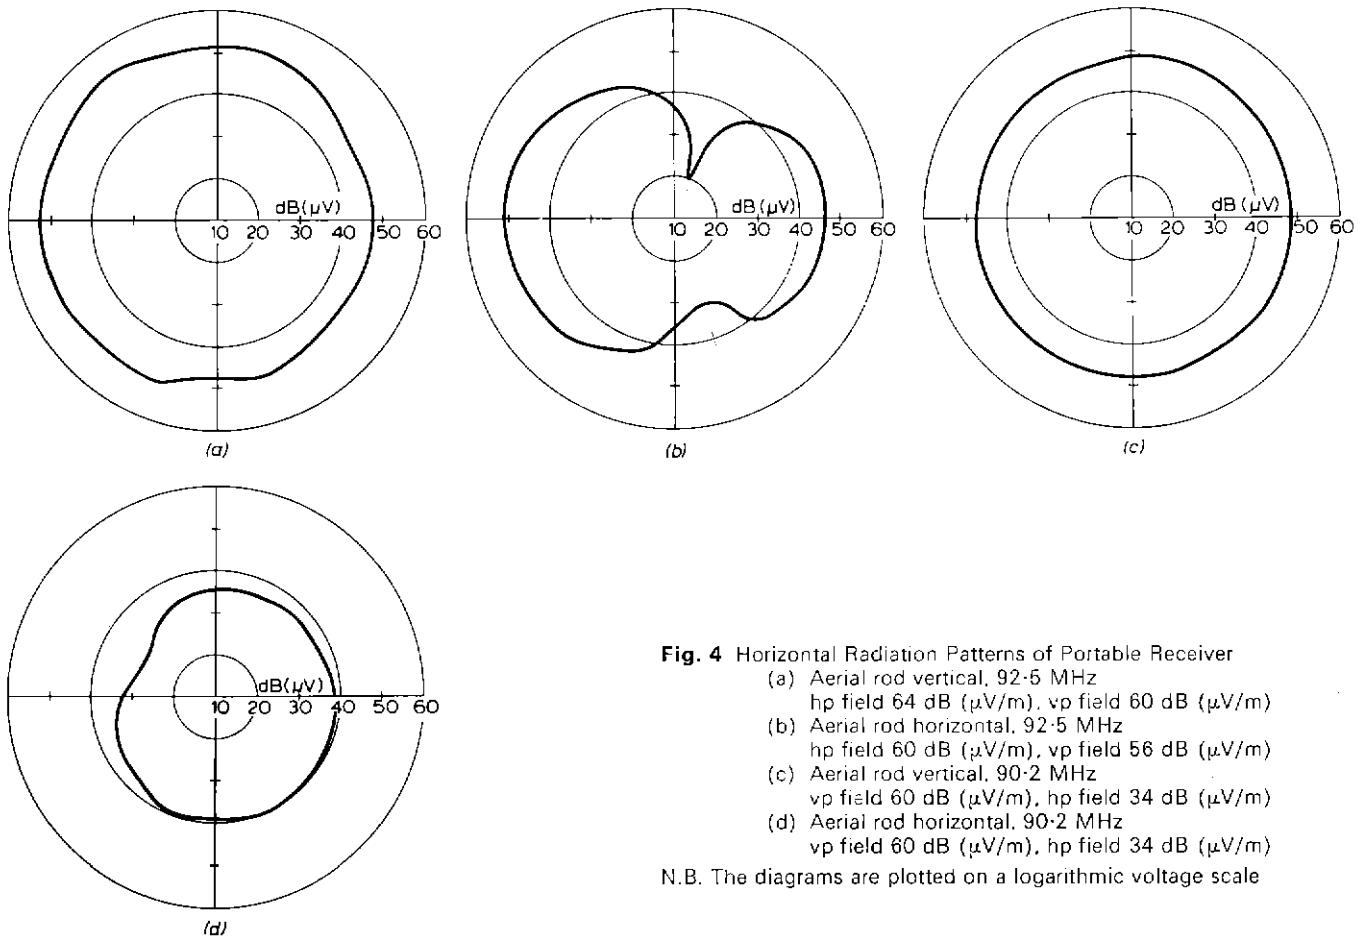 dB(μV)
10 20 30 40 50 60
(a)
dB(μV)
10 20 30 40 50 60
(b)
dB(μV)
10 20 30 40 50 60
(c)
dB(μV)
10 20 30 40 50 60
(d)
Fig. 4 Horizontal Radiation Patterns of Portable Receiver
(a) Aerial rod vertical, 92·5 MHz
hp field 64 dB (μV/m), vp field 60 dB (μV/m)
(b) Aerial rod horizontal, 92·5 MHz
hp field 60 dB (μV/m), vp field 56 dB (μV/m)
(c) Aerial rod vertical, 90·2 MHz
vp field 60 dB (μV/m), hp field 34 dB (μV/m)
(d) Aerial rod horizontal, 90·2 MHz
vp field 60 dB (μV/m), hp field 34 dB (μV/m)
N.B. The diagrams are plotted on a logarithmic voltage scale